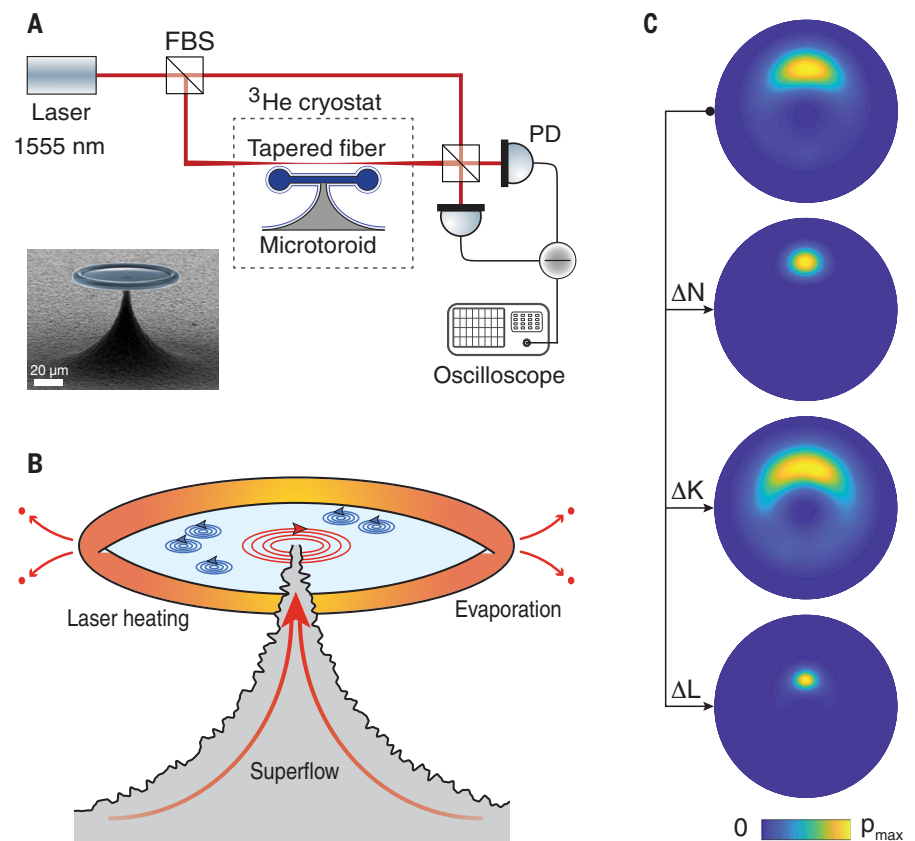 A
FBS
Laser
1555 nm
³He cryostat
Tapered fiber
Microtoroid
PD
20 µm
Oscilloscope
B
Laser heating
Evaporation
Superflow
C
ΔN
ΔK
ΔL
0
pmax